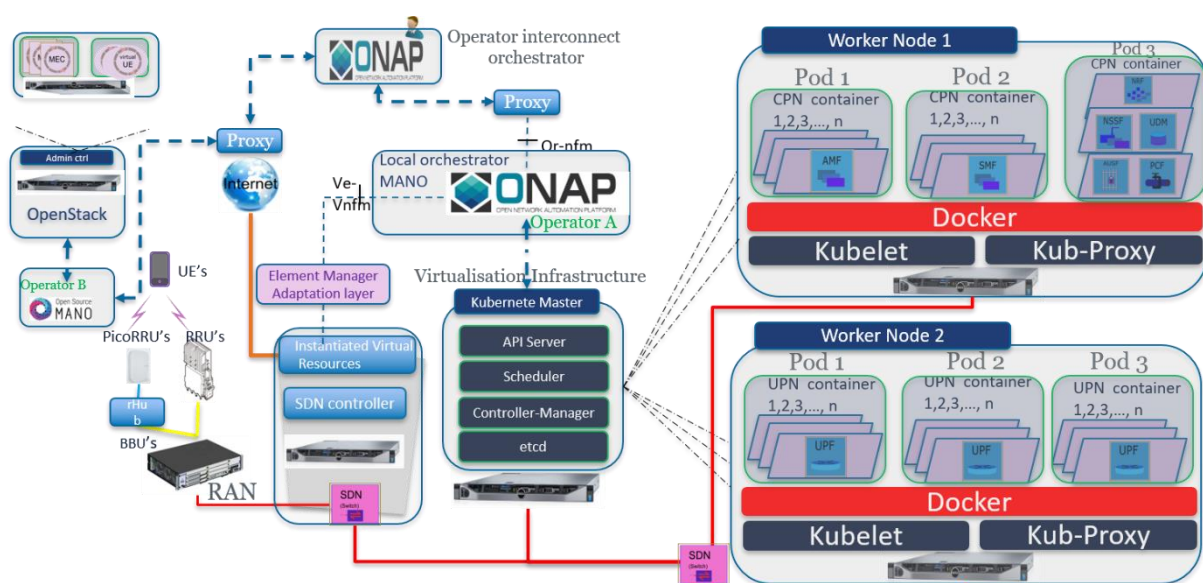 MEC
virtual
UE
Admin ctrl
OpenStack
Operator B
Open Source
MANO
UE's
PicoRRU's
RRU's
rHu
b
BBU's
RAN
Proxy
Internet
ONAP
OPEN NETWORK AUTOMATION PLATFORM
Operator interconnect
orchestrator
Proxy
Or-nfm
Local orchestrator
MANO
ONAP
OPEN NETWORK AUTOMATION PLATFORM
Operator A
Ve-
Vnfm
Element Manager
Adaptation layer
Instantiated Virtual
Resources
SDN controller
SDN
(Switch)
Virtualisation Infrastructure
Kubernete Master
API Server
Scheduler
Controller-Manager
etcd
SDN
(Switch)
Worker Node 1
Pod 1
CPN container
1,2,3,..., n
AMF
Pod 2
CPN container
1,2,3,..., n
SMF
Pod 3
CPN container
1,2,3,..., n
NRF
NSSF
UDM
AUSF
PCF
Docker
Kubelet
Kub-Proxy
Worker Node 2
Pod 1
UPN container
1,2,3,..., n
UPF
Pod 2
UPN container
1,2,3,..., n
UPF
Pod 3
UPN container
1,2,3,..., n
UPF
Docker
Kubelet
Kub-Proxy